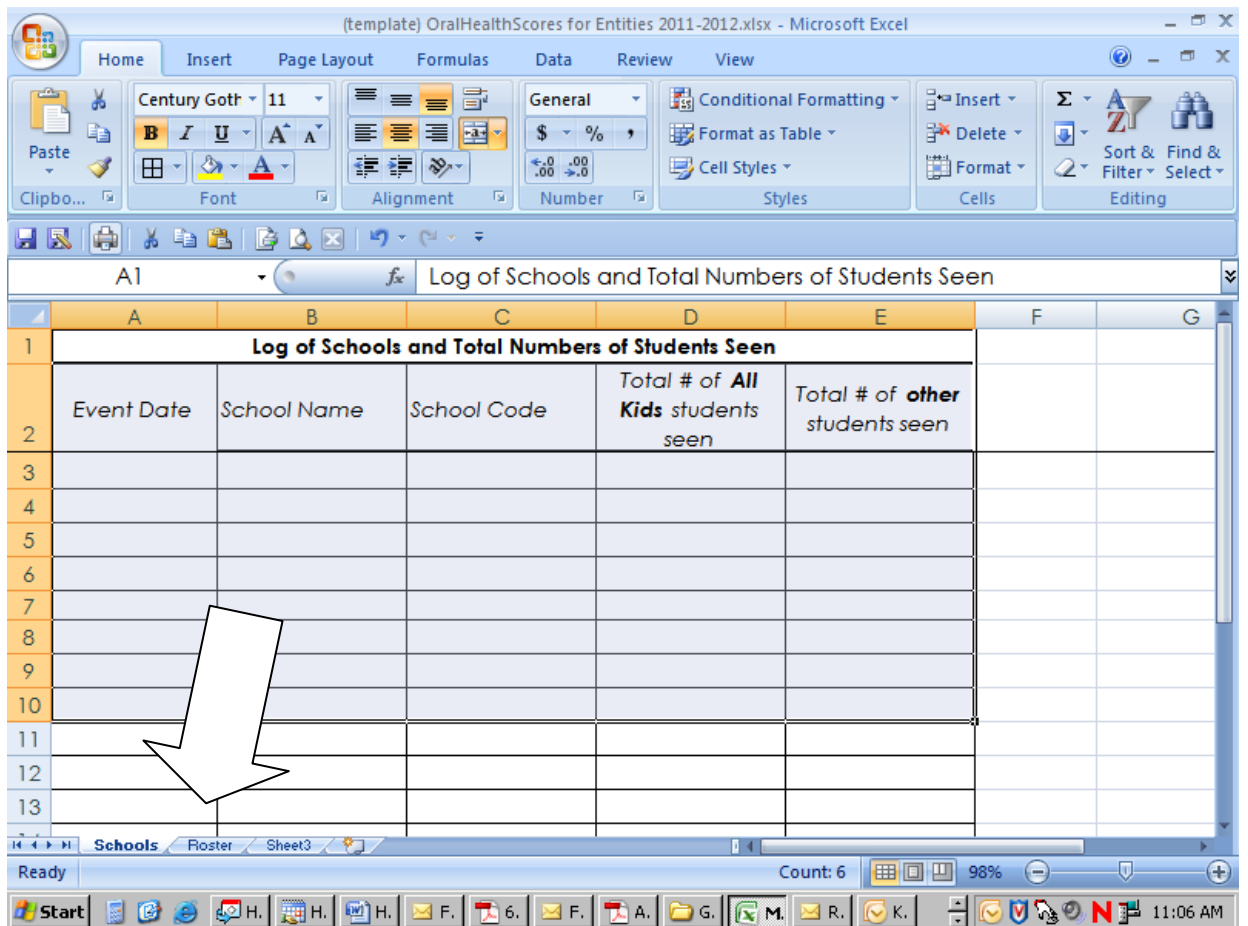 (template) OralHealthScores for Entities 2011-2012.xlsx - Microsoft Excel
Home Insert Page Layout Formulas Data Review View
Century Goth 11 General Conditional Formatting Insert Σ
B I U A A $ % , Format as Table Delete
Paste A Cell Styles Format Sort & Filter Find & Select
Clipbo... Font Alignment Number Styles Cells Editing
A1 fx Log of Schools and Total Numbers of Students Seen
A B C D E F G
1 Log of Schools and Total Numbers of Students Seen
2 Event Date School Name School Code Total # of All Kids students seen Total # of other students seen
3
4
5
6
7
8
9
10
11
12
13
Schools Roster Sheet3
Ready Count: 6 98%
Start H. H. H. F. 6. F. A. G. M. R. K. N 11:06 AM